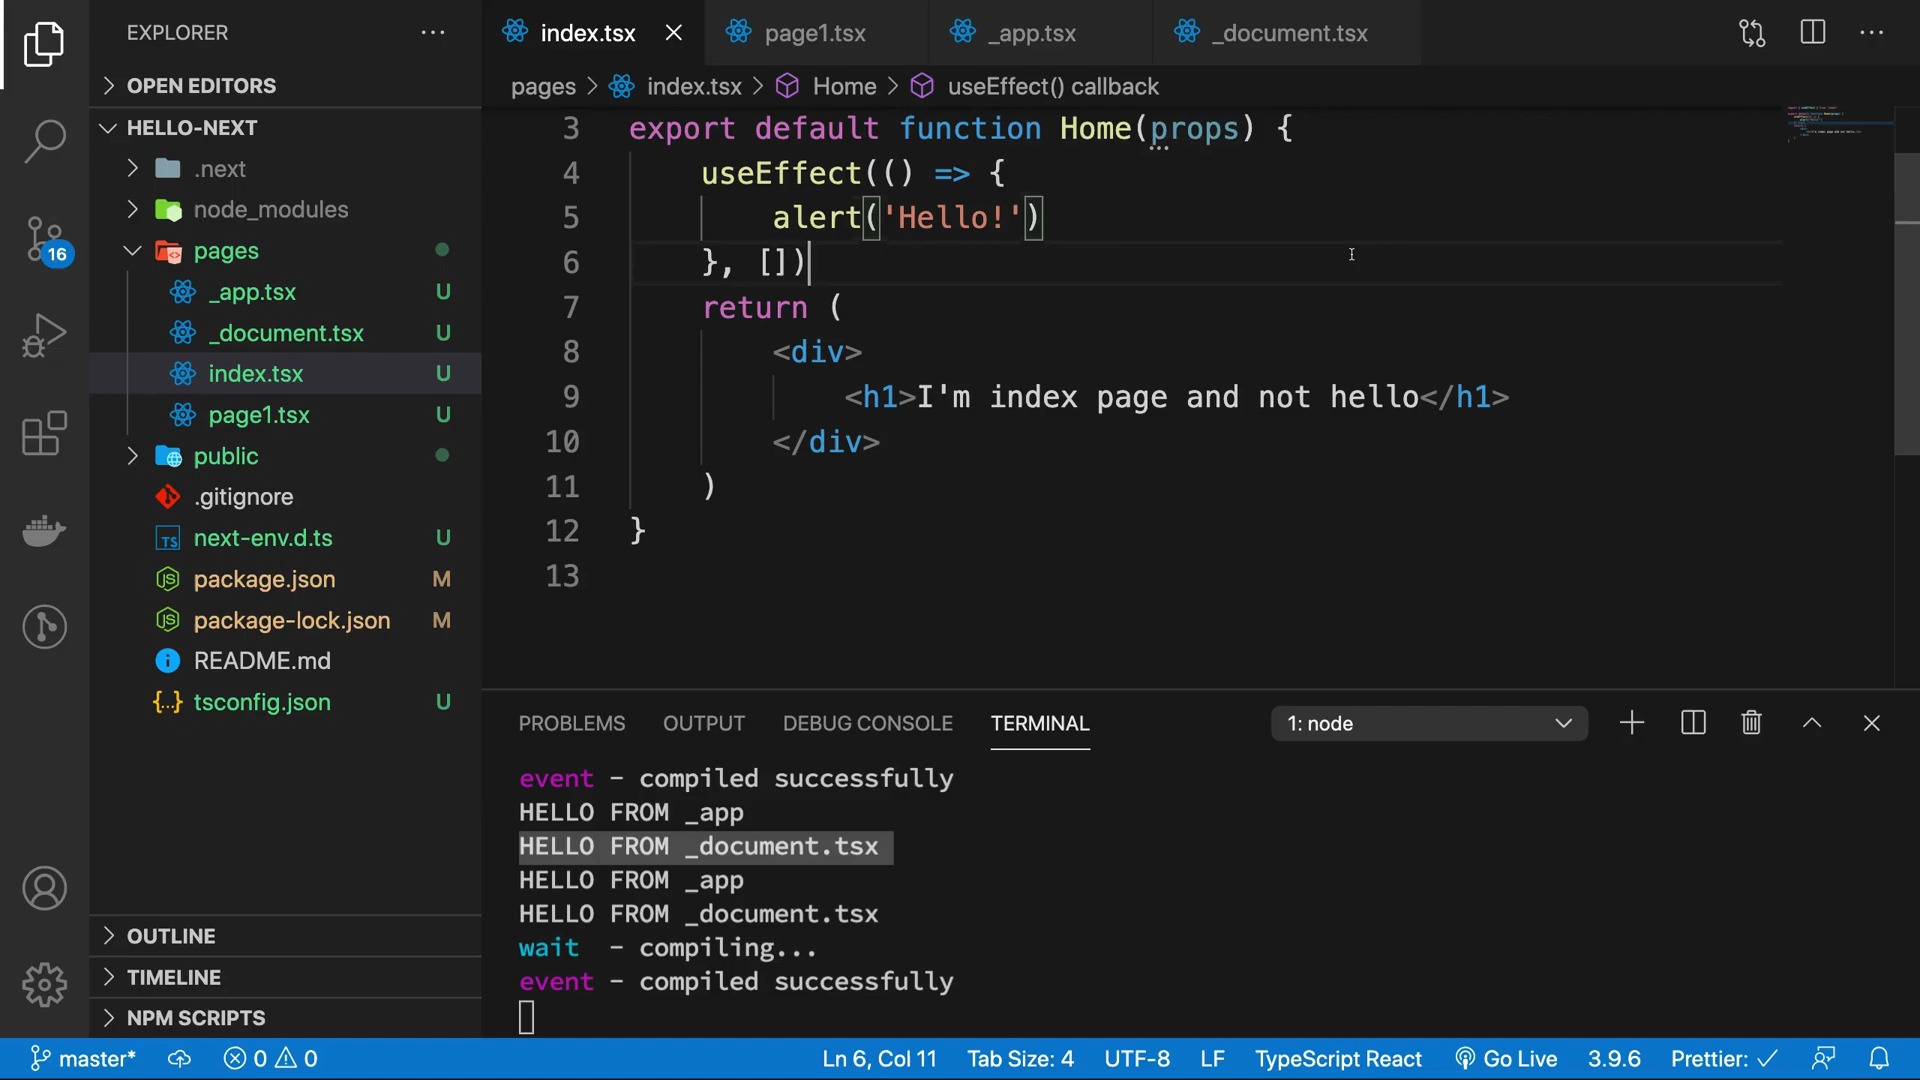 EXPLORER
OPEN EDITORS
HELLO-NEXT
.next
node_modules
pages
_app.tsx U
_document.tsx U
index.tsx U
page1.tsx U
public
.gitignore
next-env.d.ts U
package.json M
package-lock.json M
README.md
tsconfig.json U
OUTLINE
TIMELINE
NPM SCRIPTS
16
index.tsx page1.tsx _app.tsx _document.tsx
pages > index.tsx > Home > useEffect() callback
3 export default function Home(props) {
4 useEffect(() => {
5 alert('Hello!')
6 }, [])
7 return (
8 <div>
9 <h1>I'm index page and not hello</h1>
10 </div>
11 )
12 }
13
PROBLEMS OUTPUT DEBUG CONSOLE TERMINAL 1: node
event - compiled successfully
HELLO FROM _app
HELLO FROM _document.tsx
HELLO FROM _app
HELLO FROM _document.tsx
wait - compiling...
event - compiled successfully
master* 0 0 Ln 6, Col 11 Tab Size: 4 UTF-8 LF TypeScript React Go Live 3.9.6 Prettier: ✓